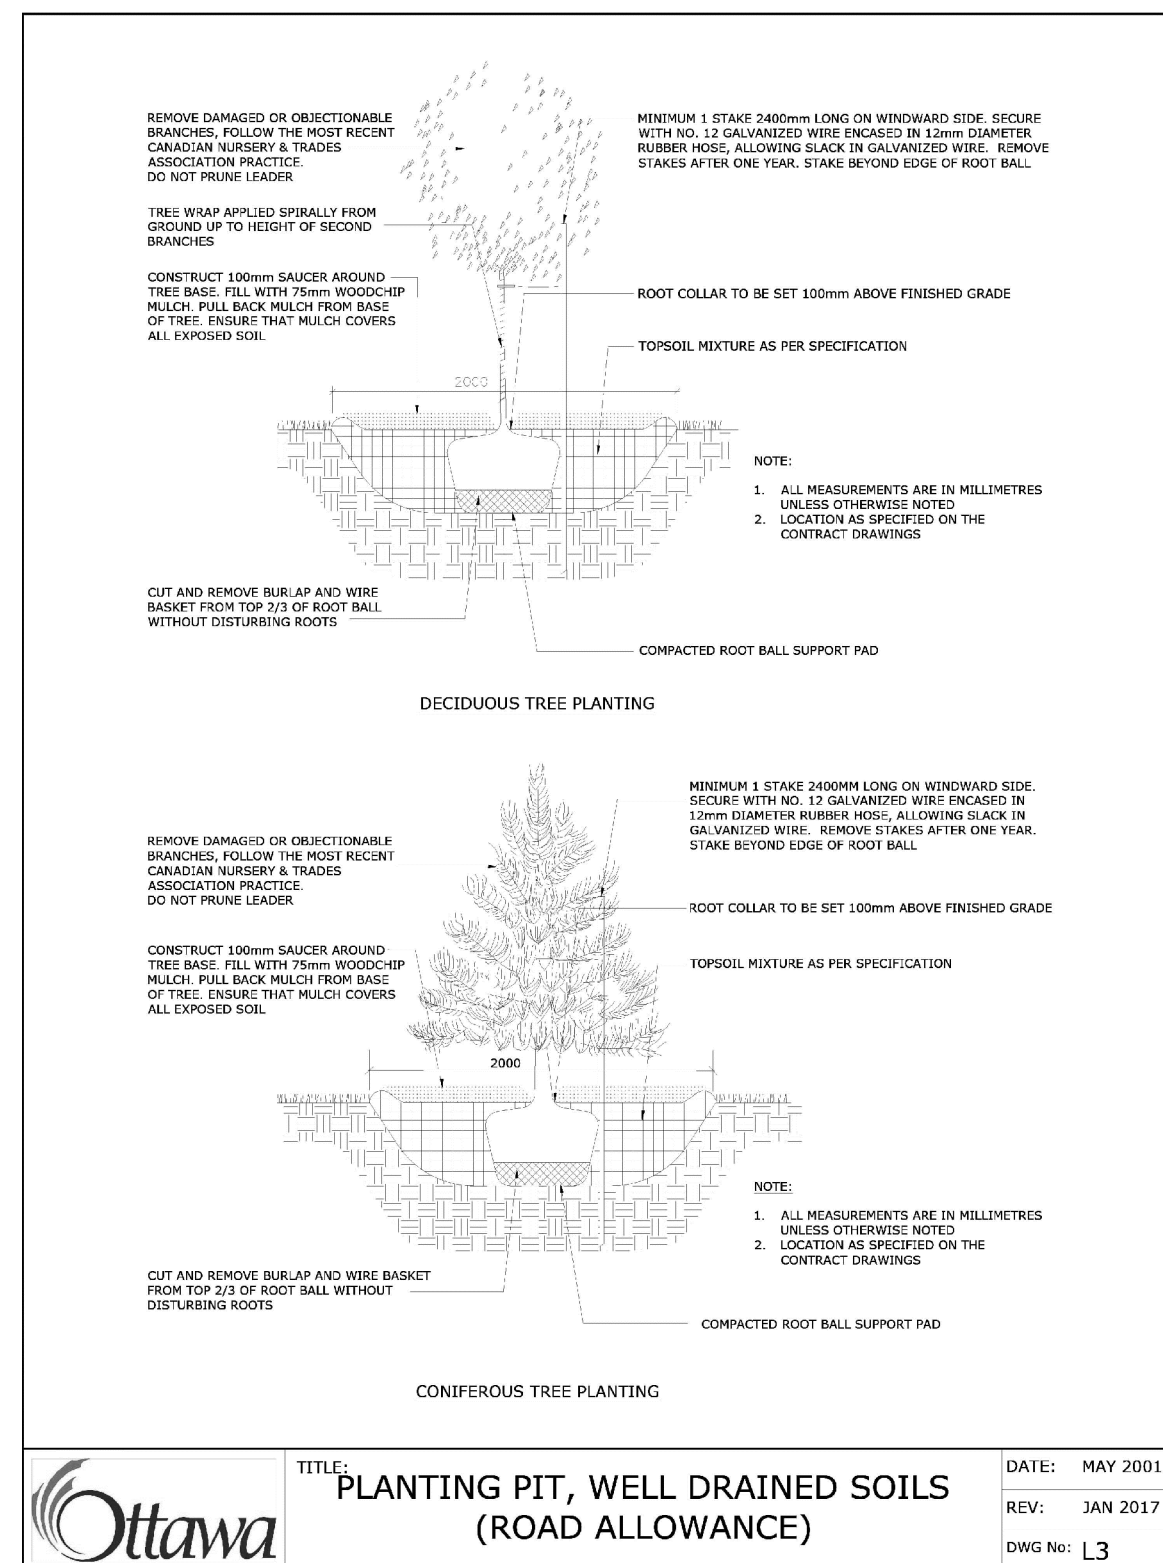 REMOVE DAMAGED OR OBJECTIONABLE
BRANCHES, FOLLOW THE MOST RECENT
CANADIAN NURSERY & TRADES
ASSOCIATION PRACTICE.
DO NOT PRUNE LEADER
TREE WRAP APPLIED SPIRALLY FROM
GROUND UP TO HEIGHT OF SECOND
BRANCHES
CONSTRUCT 100mm SAUCER AROUND
TREE BASE. FILL WITH 75mm WOODCHIP
MULCH. PULL BACK MULCH FROM BASE
OF TREE. ENSURE THAT MULCH COVERS
ALL EXPOSED SOIL
MINIMUM 1 STAKE 2400mm LONG ON WINDWARD SIDE. SECURE
WITH NO. 12 GALVANIZED WIRE ENCASED IN 12mm DIAMETER
RUBBER HOSE, ALLOWING SLACK IN GALVANIZED WIRE. REMOVE
STAKES AFTER ONE YEAR. STAKE BEYOND EDGE OF ROOT BALL
ROOT COLLAR TO BE SET 100mm ABOVE FINISHED GRADE
TOPSOIL MIXTURE AS PER SPECIFICATION
2000
NOTE:
1. ALL MEASUREMENTS ARE IN MILLIMETRES
UNLESS OTHERWISE NOTED
2. LOCATION AS SPECIFIED ON THE
CONTRACT DRAWINGS
CUT AND REMOVE BURLAP AND WIRE
BASKET FROM TOP 2/3 OF ROOT BALL
WITHOUT DISTURBING ROOTS
COMPACTED ROOT BALL SUPPORT PAD
DECIDUOUS TREE PLANTING
MINIMUM 1 STAKE 2400MM LONG ON WINDWARD SIDE.
SECURE WITH NO. 12 GALVANIZED WIRE ENCASED IN
12mm DIAMETER RUBBER HOSE, ALLOWING SLACK IN
GALVANIZED WIRE. REMOVE STAKES AFTER ONE YEAR.
STAKE BEYOND EDGE OF ROOT BALL
REMOVE DAMAGED OR OBJECTIONABLE
BRANCHES, FOLLOW THE MOST RECENT
CANADIAN NURSERY & TRADES
ASSOCIATION PRACTICE.
DO NOT PRUNE LEADER
ROOT COLLAR TO BE SET 100mm ABOVE FINISHED GRADE
CONSTRUCT 100mm SAUCER AROUND
TREE BASE. FILL WITH 75mm WOODCHIP
MULCH. PULL BACK MULCH FROM BASE
OF TREE. ENSURE THAT MULCH COVERS
ALL EXPOSED SOIL
TOPSOIL MIXTURE AS PER SPECIFICATION
2000
NOTE:
1. ALL MEASUREMENTS ARE IN MILLIMETRES
UNLESS OTHERWISE NOTED
2. LOCATION AS SPECIFIED ON THE
CONTRACT DRAWINGS
CUT AND REMOVE BURLAP AND WIRE BASKET
FROM TOP 2/3 OF ROOT BALL WITHOUT
DISTURBING ROOTS
COMPACTED ROOT BALL SUPPORT PAD
CONIFEROUS TREE PLANTING
Ottawa
TITLE:
PLANTING PIT, WELL DRAINED SOILS
(ROAD ALLOWANCE)
DATE: MAY 2001
REV: JAN 2017
DWG No: L3